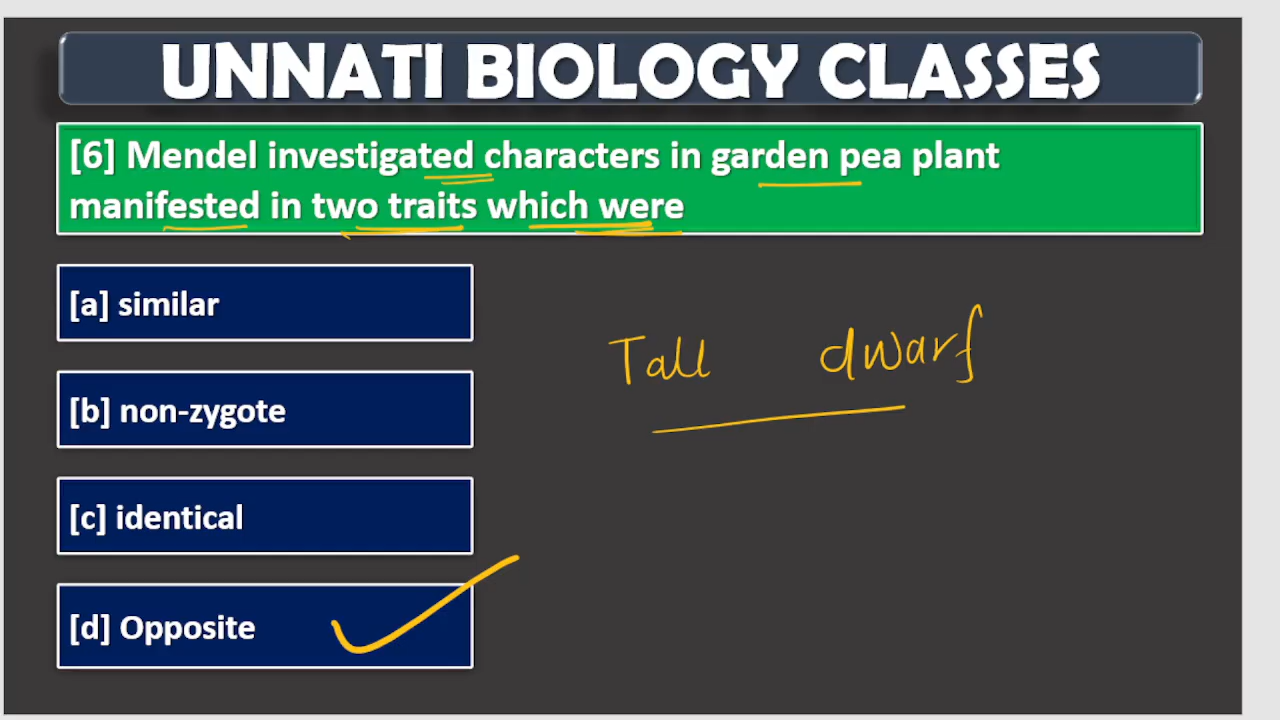 UNNATI BIOLOGY CLASSES
[6] Mendel investigated characters in garden pea plant
manifested in two traits which were
[a] similar
Tall dwarf
[b] non-zygote
[c] identical
[d] Opposite